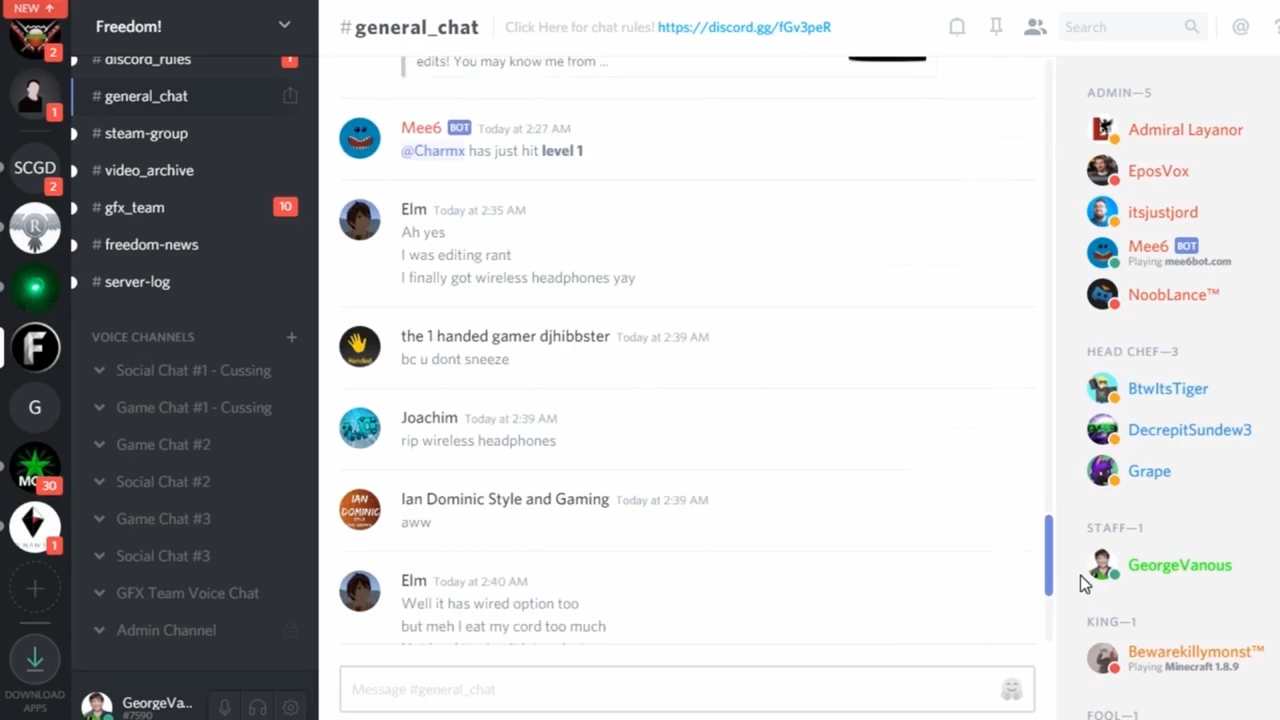 NEW ↑
2
1
SCGD
2
R
F
G
MC
30
1
+
DOWNLOAD
APPS
Freedom!
# discord_rules
1
# general_chat
# steam-group
# video_archive
# gfx_team
10
# freedom-news
# server-log
VOICE CHANNELS +
Social Chat #1 - Cussing
Game Chat #1 - Cussing
Game Chat #2
Social Chat #2
Game Chat #3
Social Chat #3
GFX Team Voice Chat
Admin Channel
GeorgeVa...
#7590
# general_chat
Click Here for chat rules! https://discord.gg/fGv3peR
Search
@
edits! You may know me from ...
Mee6 BOT Today at 2:27 AM
@Charmx has just hit level 1
Elm Today at 2:35 AM
Ah yes
I was editing rant
I finally got wireless headphones yay
the 1 handed gamer djhibbster Today at 2:39 AM
bc u dont sneeze
Joachim Today at 2:39 AM
rip wireless headphones
IAN
DOMINIC
Ian Dominic Style and Gaming Today at 2:39 AM
aww
Elm Today at 2:40 AM
Well it has wired option too
but meh I eat my cord too much
Message #general_chat
ADMIN—5
Admiral Layanor
EposVox
itsjustjord
Mee6 BOT
Playing mee6bot.com
NoobLance™
HEAD CHEF—3
BtwItsTiger
DecrepitSundew3
Grape
STAFF—1
GeorgeVanous
KING—1
Bewarekillymonst™
Playing Minecraft 1.8.9
FOOL—1